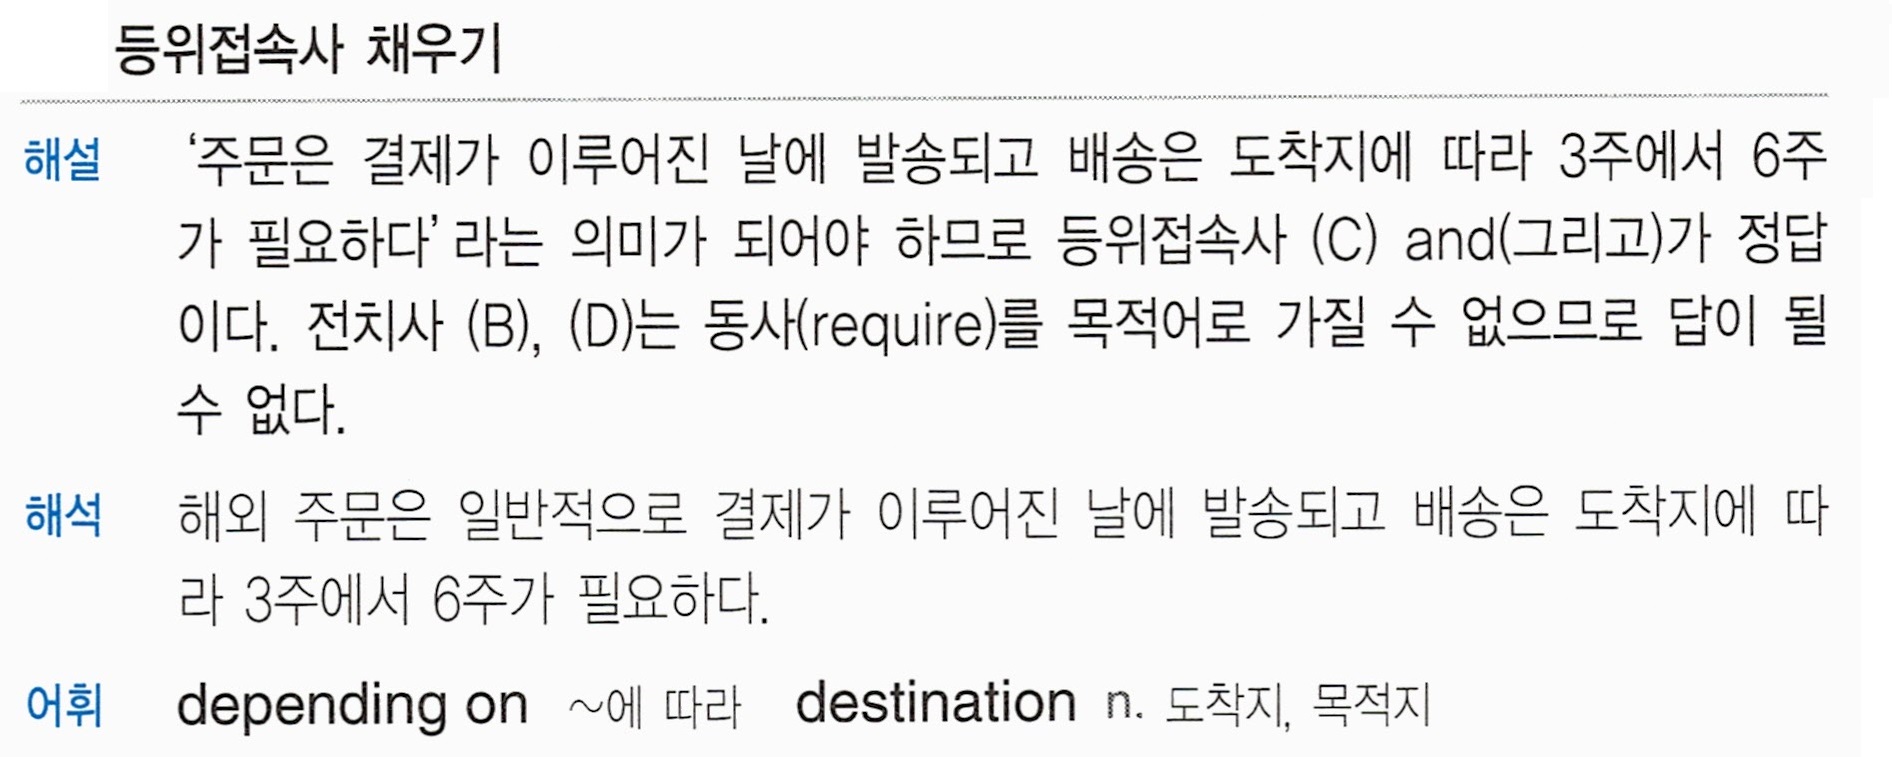 등위접속사 채우기
해설 ‘주문은 결제가 이루어진 날에 발송되고 배송은 도착지에 따라 3주에서 6주
가 필요하다’라는 의미가 되어야 하므로 등위접속사 (C) and(그리고)가 정답
이다. 전치사 (B), (D)는 동사(require)를 목적어로 가질 수 없으므로 답이 될
수 없다.
해석 해외 주문은 일반적으로 결제가 이루어진 날에 발송되고 배송은 도착지에 따
라 3주에서 6주가 필요하다.
어휘 depending on ~에 따라 destination n. 도착지, 목적지